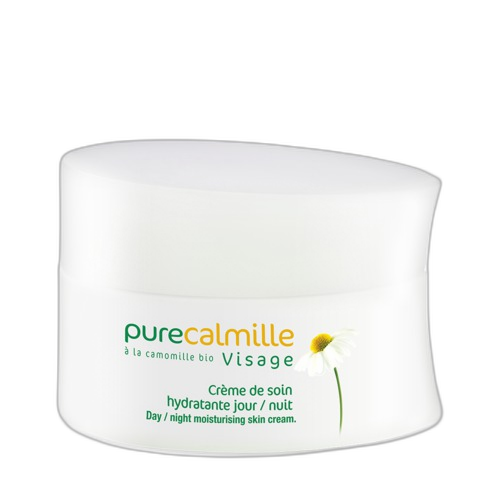 purecalmille
à la camomille bio Visage
Crème de soin
hydratante jour / nuit
Day / night moisturising skin cream.